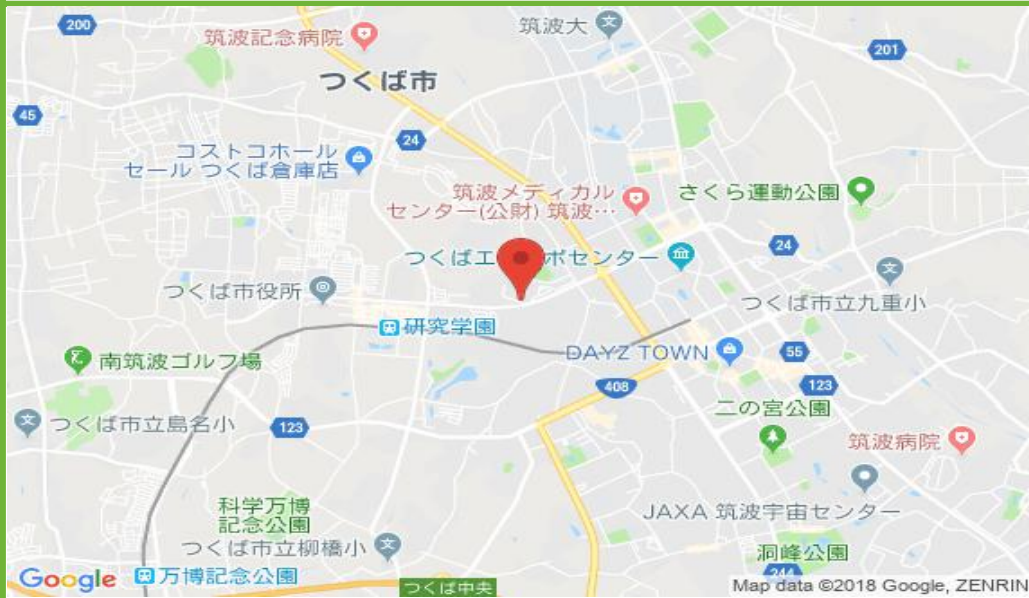 200
筑波大
筑波記念病院
201
つくば市
45
24
コストコホール
セール つくば倉庫店
筑波メディカル
センター(公財) 筑波…
さくら運動公園
24
つくばエ
ポセンター
つくば市役所
つくば市立九重小
研究学園
DAYZ TOWN
55
南筑波ゴルフ場
408
123
二の宮公園
つくば市立島名小
123
筑波病院
科学万博
記念公園
JAXA 筑波宇宙センター
つくば市立柳橋小
洞峰公園
244
Google
万博記念公園
つくば中央
Map data ©2018 Google, ZENRIN